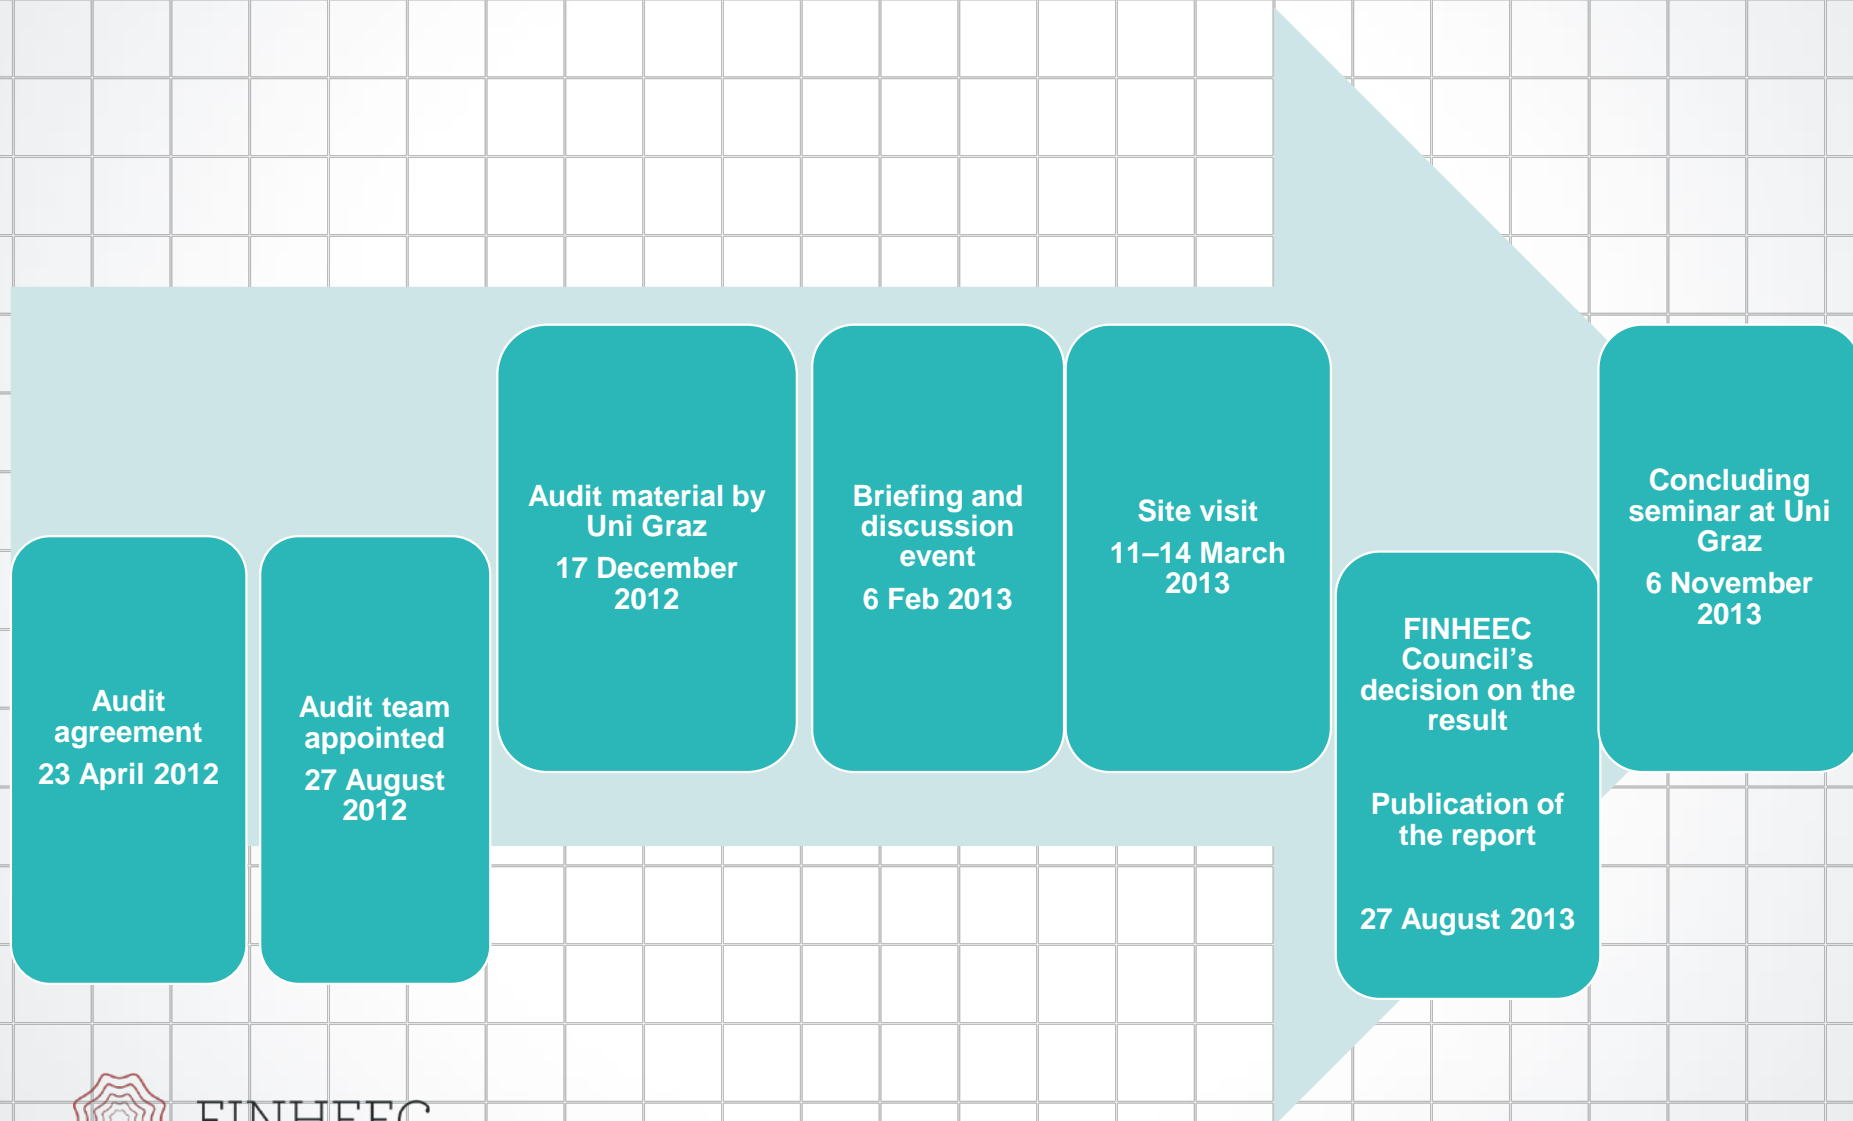 Audit
agreement
23 April 2012
Audit team
appointed
27 August
2012
Audit material by
Uni Graz
17 December
2012
Briefing and
discussion
event
6 Feb 2013
Site visit
11–14 March
2013
FINHEEC
Council’s
decision on the
result
Publication of
the report
27 August 2013
Concluding
seminar at Uni
Graz
6 November
2013
FINHEEC